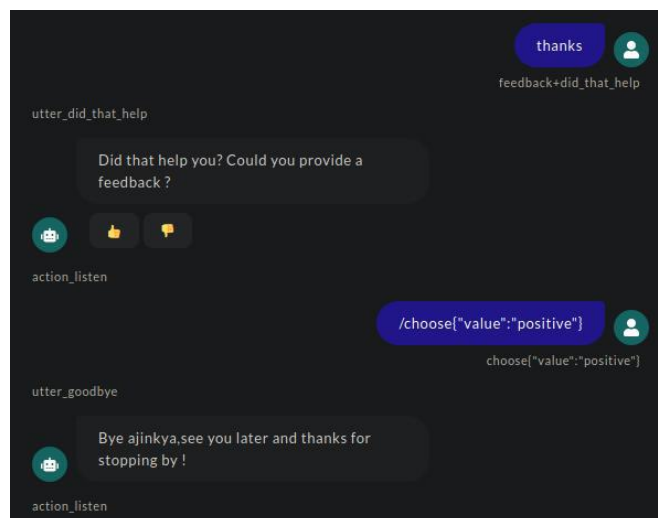 thanks
feedback+did_that_help
utter_did_that_help
Did that help you? Could you provide a
feedback ?
action_listen
/choose{"value":"positive"}
choose{"value":"positive"}
utter_goodbye
Bye ajinkya,see you later and thanks for
stopping by !
action_listen